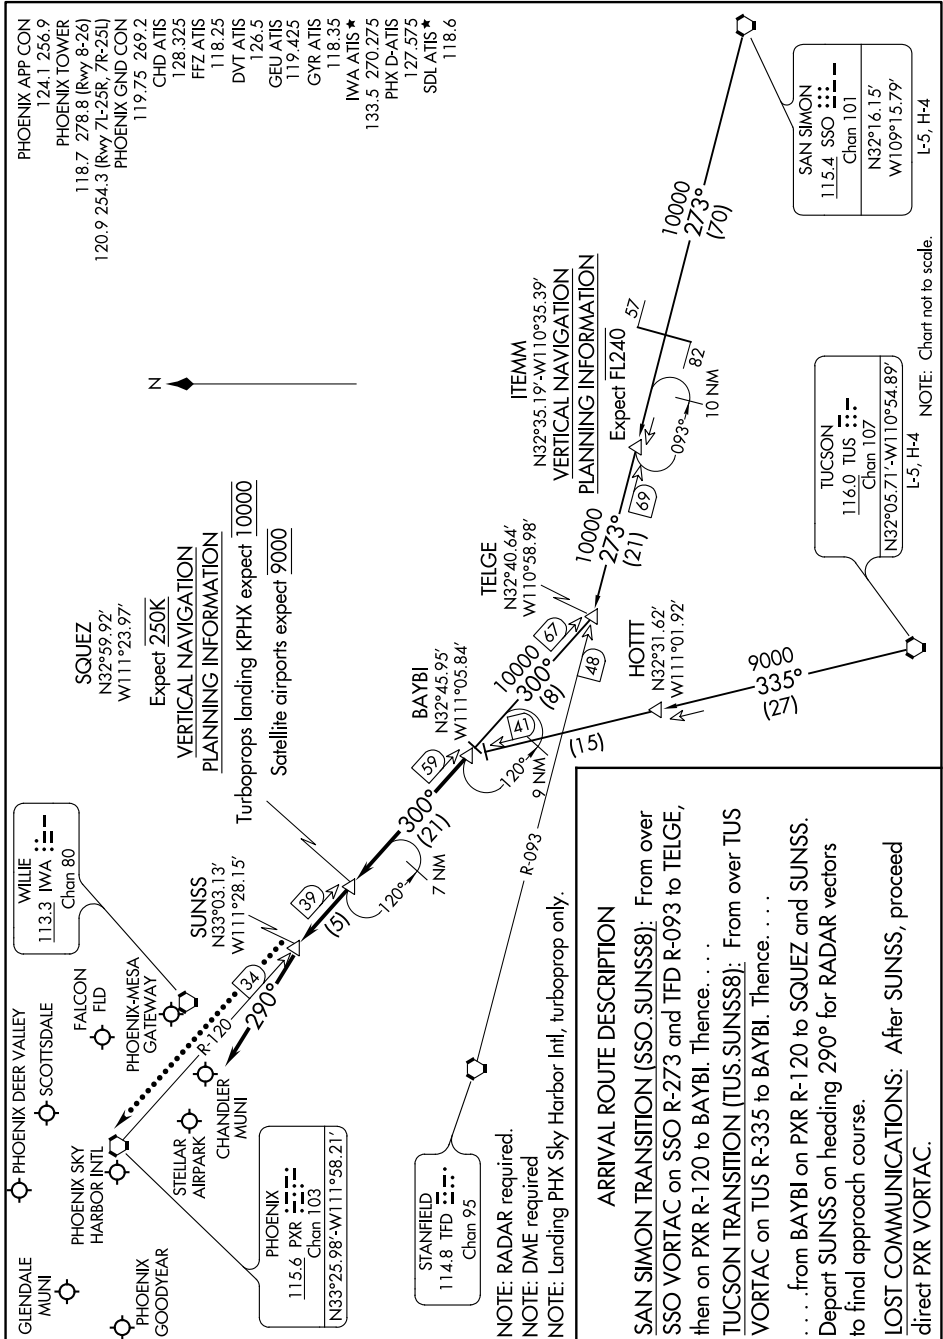 PHOENIX APP CON
124.1 256.9
PHOENIX TOWER
118.7 278.8 (Rwy 8-26)
120.9 254.3 (Rwy 7L-25R, 7R-25L)
PHOENIX GND CON
119.75 269.2
CHD ATIS
128.325
FFZ ATIS
118.25
DVT ATIS
126.5
GEU ATIS
119.425
GYR ATIS
118.35
IWA ATIS★
133.5 270.275
PHX D-ATIS
127.575
SDL ATIS★
118.6
N
GLENDALE
MUNI
PHOENIX DEER VALLEY
SCOTTSDALE
FALCON
FLD
PHOENIX-MESA
GATEWAY
PHOENIX SKY
HARBOR INTL
PHOENIX
GOODYEAR
STELLAR
AIRPARK
CHANDLER
MUNI
WILLIE
113.3 IWA
Chan 80
PHOENIX
115.6 PXR
Chan 103
N33°25.98'-W111°58.21'
STANFIELD
114.8 TFD
Chan 95
SUNSS
N33°03.13'
W111°28.15'
R-120
34
290°
(5)
39
SQUEZ
N32°59.92'
W111°23.97'
Expect 250K
VERTICAL NAVIGATION
PLANNING INFORMATION
Turboprops landing KPHX expect 10000
Satellite airports expect 9000
120°
7 NM
300°
(21)
59
BAYBI
N32°45.95'
W111°05.84'
120°
9 NM
41
10000
300°
(8)
67
TELGE
N32°40.64'
W110°58.98'
R-093
48
10000
273°
(21)
69
ITEMM
N32°35.19'-W110°35.39'
VERTICAL NAVIGATION
PLANNING INFORMATION
Expect FL240
093°
10 NM
57
82
10000
273°
(70)
SAN SIMON
115.4 SSO
Chan 101
N32°16.15'
W109°15.79'
L-5, H-4
HOTTT
N32°31.62'
W111°01.92'
(15)
9000
335°
(27)
TUCSON
116.0 TUS
Chan 107
N32°05.71'-W110°54.89'
L-5, H-4
NOTE: Chart not to scale.
NOTE: RADAR required.
NOTE: DME required
NOTE: Landing PHX Sky Harbor Intl, turboprop only.
ARRIVAL ROUTE DESCRIPTION
SAN SIMON TRANSITION (SSO.SUNSS8): From over
SSO VORTAC on SSO R-273 and TFD R-093 to TELGE,
then on PXR R-120 to BAYBI. Thence. . . .
TUCSON TRANSITION (TUS.SUNSS8): From over TUS
VORTAC on TUS R-335 to BAYBI. Thence. . . .
. . . .from BAYBI on PXR R-120 to SQUEZ and SUNSS.
Depart SUNSS on heading 290° for RADAR vectors
to final approach course.
LOST COMMUNICATIONS: After SUNSS, proceed
direct PXR VORTAC.